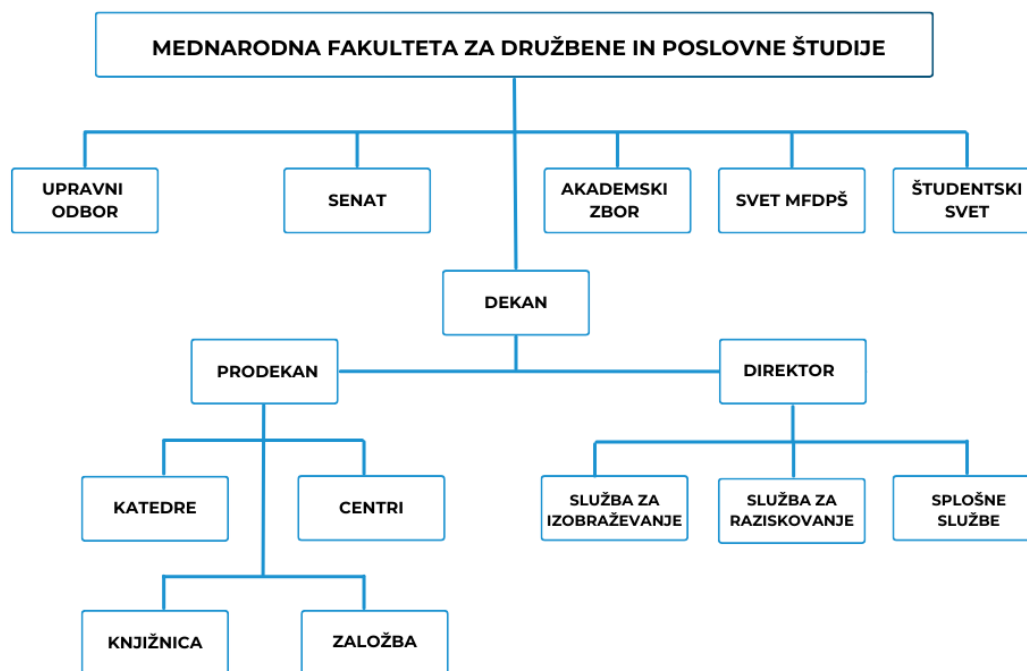 MEDNARODNA FAKULTETA ZA DRUŽBENE IN POSLOVNE ŠTUDIJE
UPRAVNI
ODBOR
SENAT
AKADEMSKI
ZBOR
SVET MFDPŠ
ŠTUDENTSKI
SVET
DEKAN
PRODEKAN
DIREKTOR
KATEDRE
CENTRI
SLUŽBA ZA
IZOBRAŽEVANJE
SLUŽBA ZA
RAZISKOVANJE
SPLOŠNE
SLUŽBE
KNJIŽNICA
ZALOŽBA